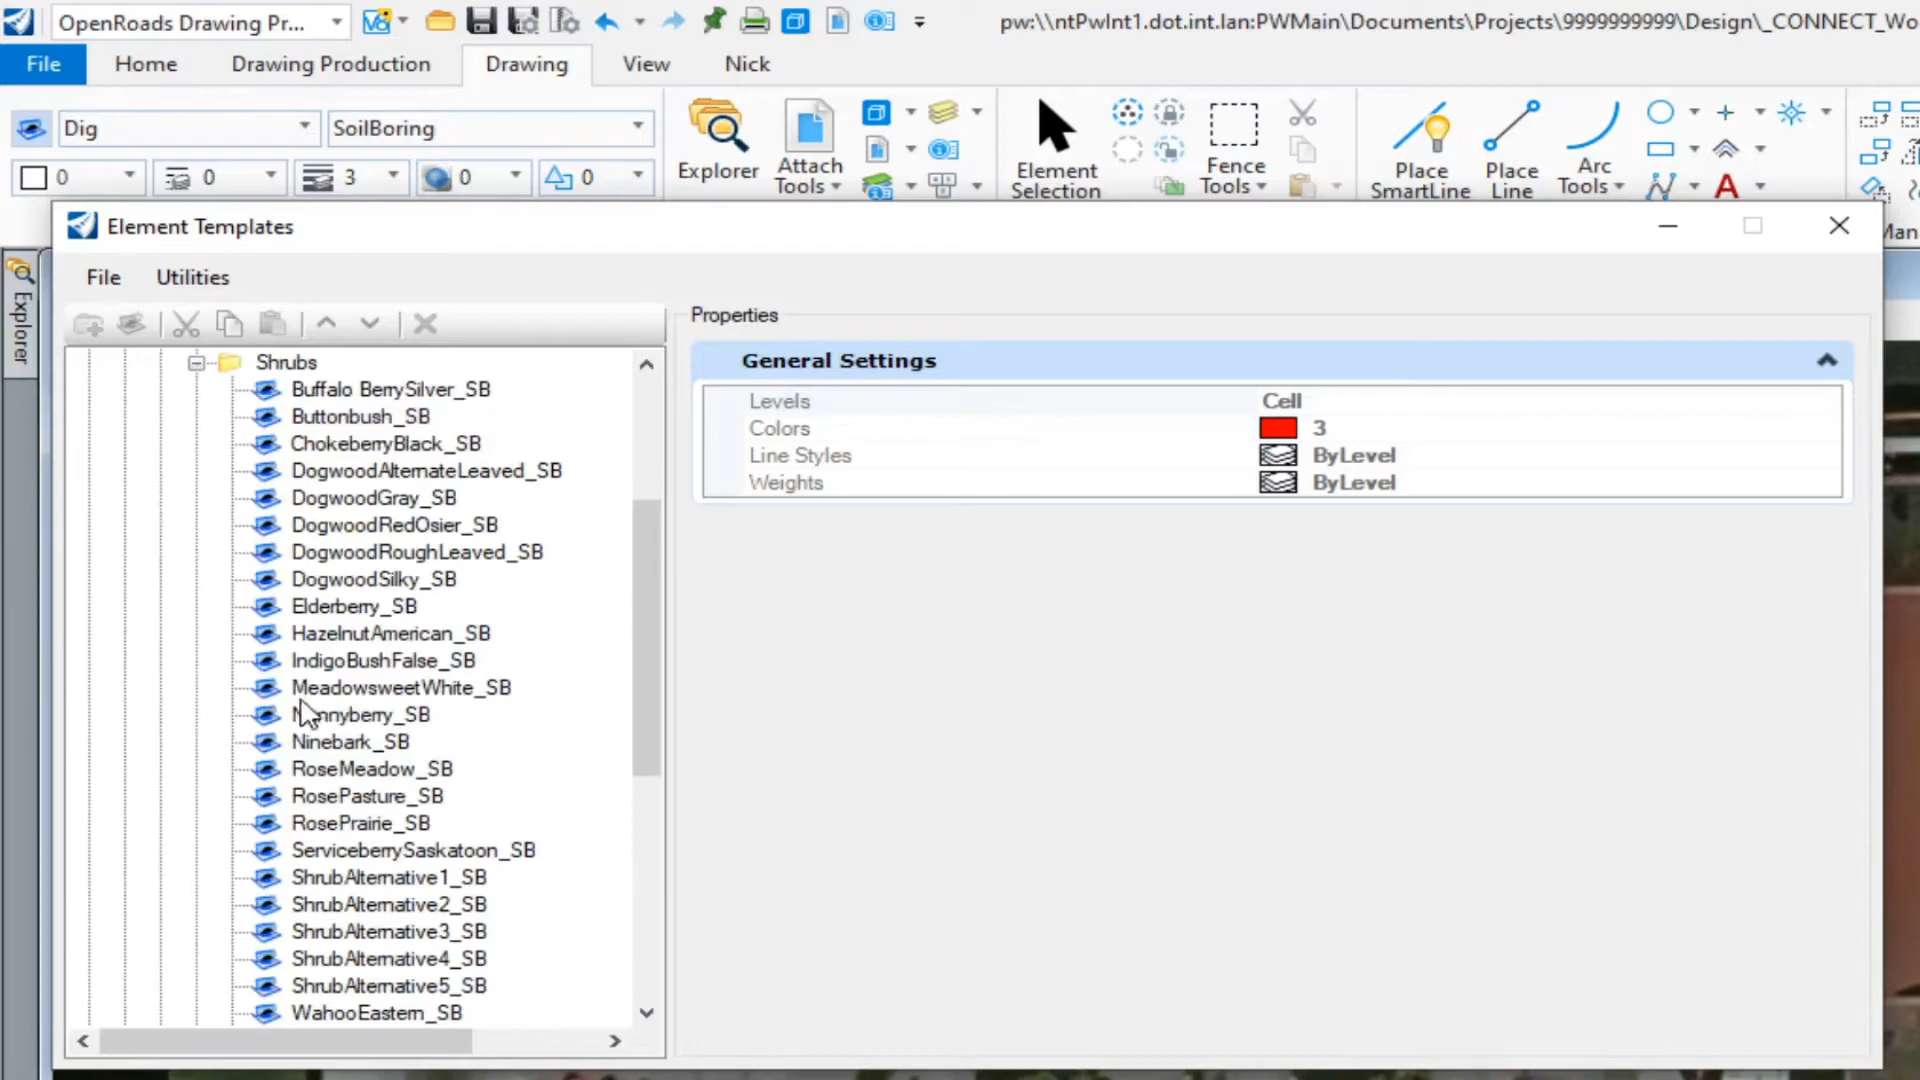 OpenRoads Drawing Pr...
pw:\\ntPwInt1.dot.int.lan:PWMain\Documents\Projects\9999999999\Design\_CONNECT_Wo
File Home Drawing Production Drawing View Nick
Dig SoilBoring
0 0 3 0 0
Explorer
Attach Tools
Element Selection
Fence Tools
Place SmartLine
Place Line
Arc Tools
Man
Explorer
Element Templates
File Utilities
Properties
General Settings
Levels Cell
Colors 3
Line Styles ByLevel
Weights ByLevel
Shrubs
Buffalo BerrySilver_SB
Buttonbush_SB
ChokeberryBlack_SB
DogwoodAlternateLeaved_SB
DogwoodGray_SB
DogwoodRedOsier_SB
DogwoodRoughLeaved_SB
DogwoodSilky_SB
Elderberry_SB
HazelnutAmerican_SB
IndigoBushFalse_SB
MeadowsweetWhite_SB
Nannyberry_SB
Ninebark_SB
RoseMeadow_SB
RosePasture_SB
RosePrairie_SB
ServiceberrySaskatoon_SB
ShrubAlternative1_SB
ShrubAlternative2_SB
ShrubAlternative3_SB
ShrubAlternative4_SB
ShrubAlternative5_SB
WahooEastern_SB